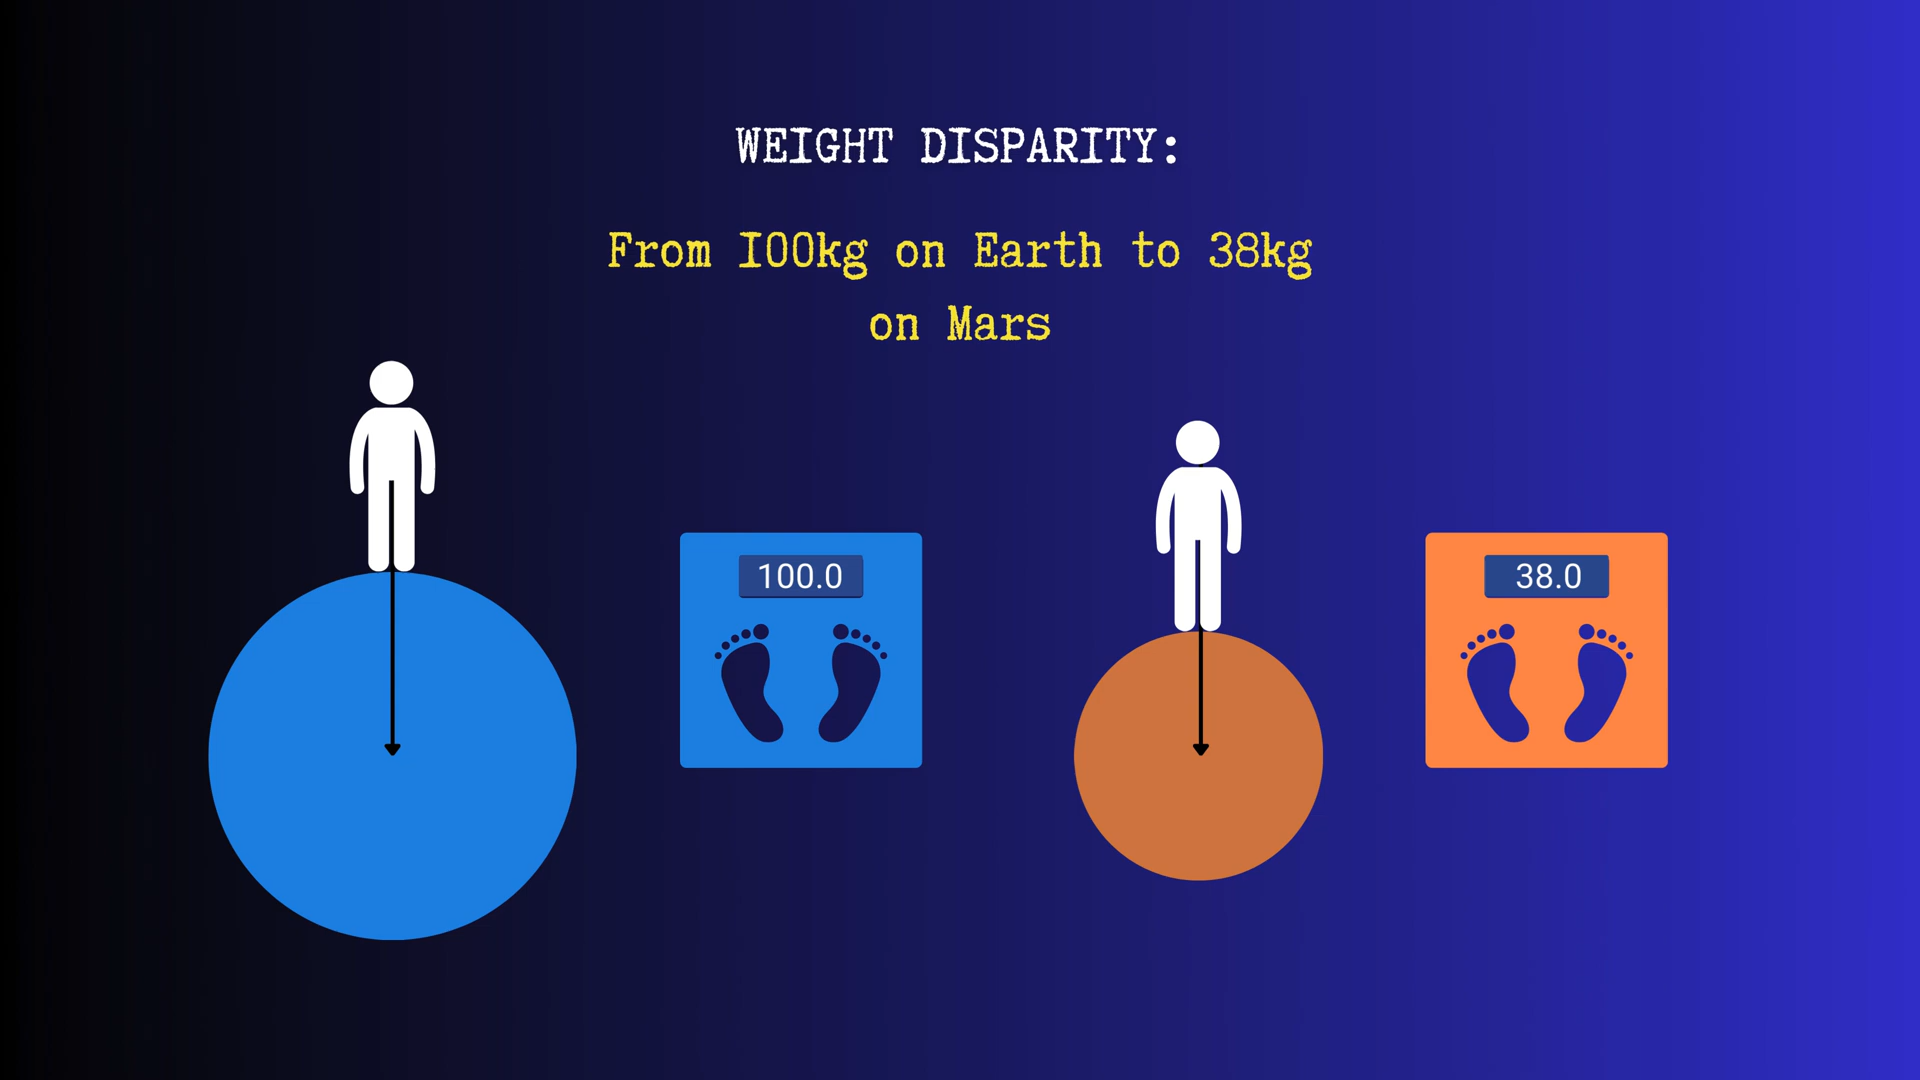 WEIGHT DISPARITY:
From 100kg on Earth to 38kg
on Mars
100.0
38.0